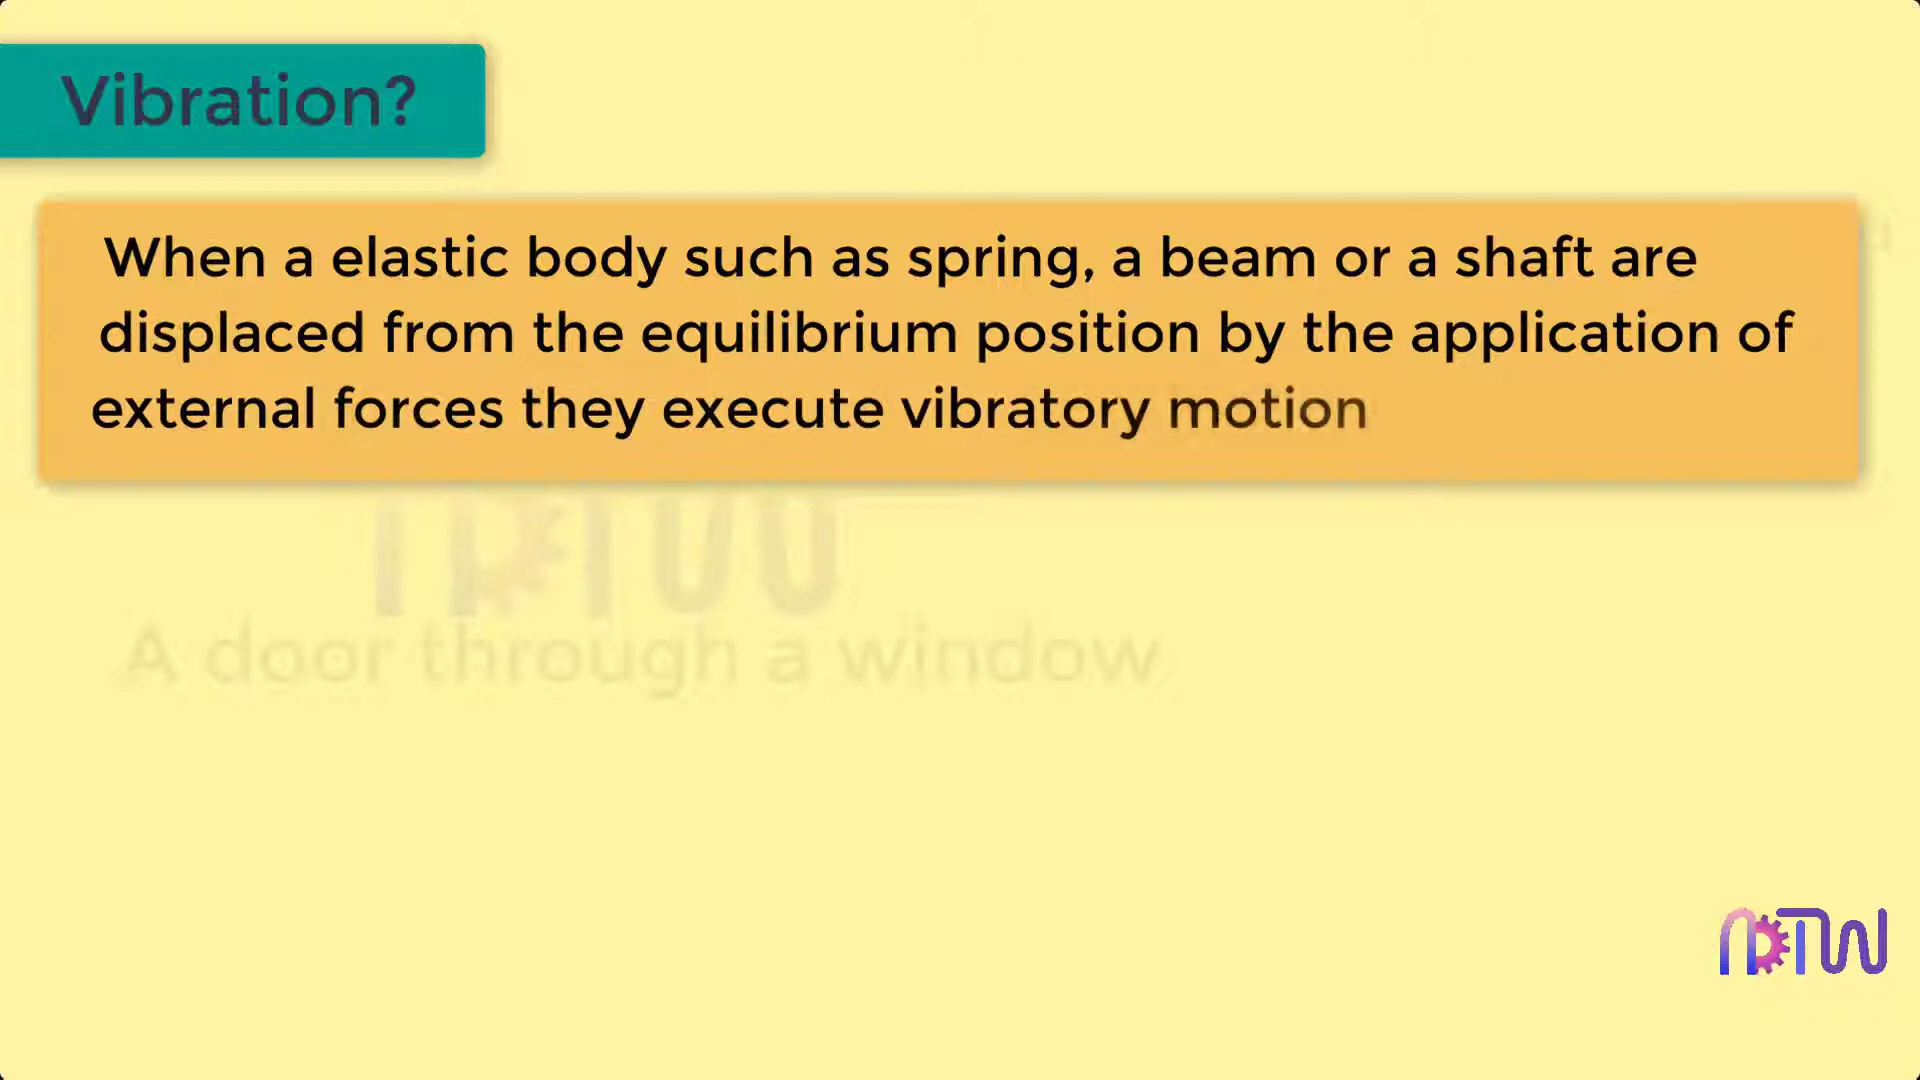 Vibration?
When a elastic body such as spring, a beam or a shaft are
displaced from the equilibrium position by the application of
external forces they execute vibratory motion
A door through a window
ADTW